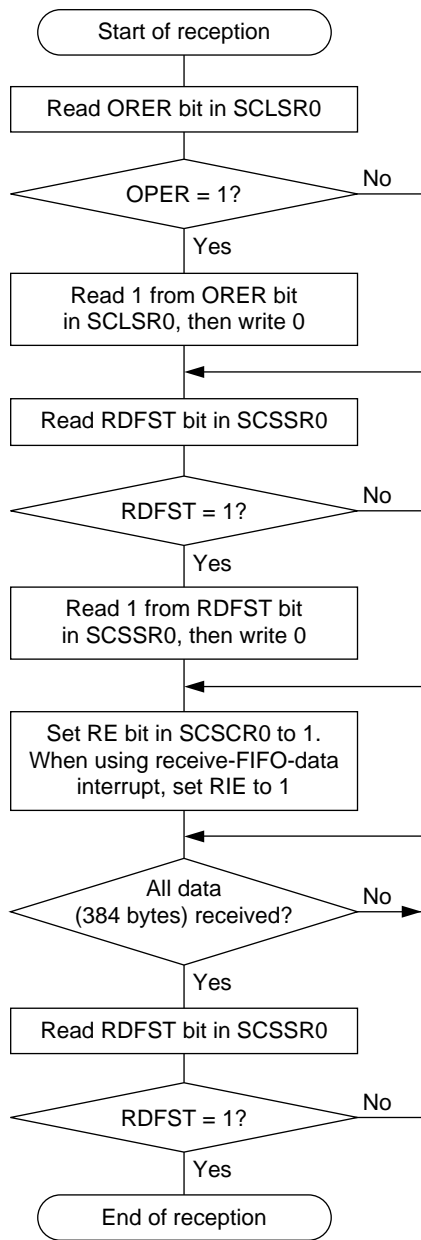 Start of reception
Read ORER bit in SCLSR0
OPER = 1?
No
Yes
Read 1 from ORER bit
in SCLSR0, then write 0
Read RDFST bit in SCSSR0
RDFST = 1?
No
Yes
Read 1 from RDFST bit
in SCSSR0, then write 0
Set RE bit in SCSCR0 to 1.
When using receive-FIFO-data
interrupt, set RIE to 1
All data
(384 bytes) received?
No
Yes
Read RDFST bit in SCSSR0
RDFST = 1?
No
Yes
End of reception